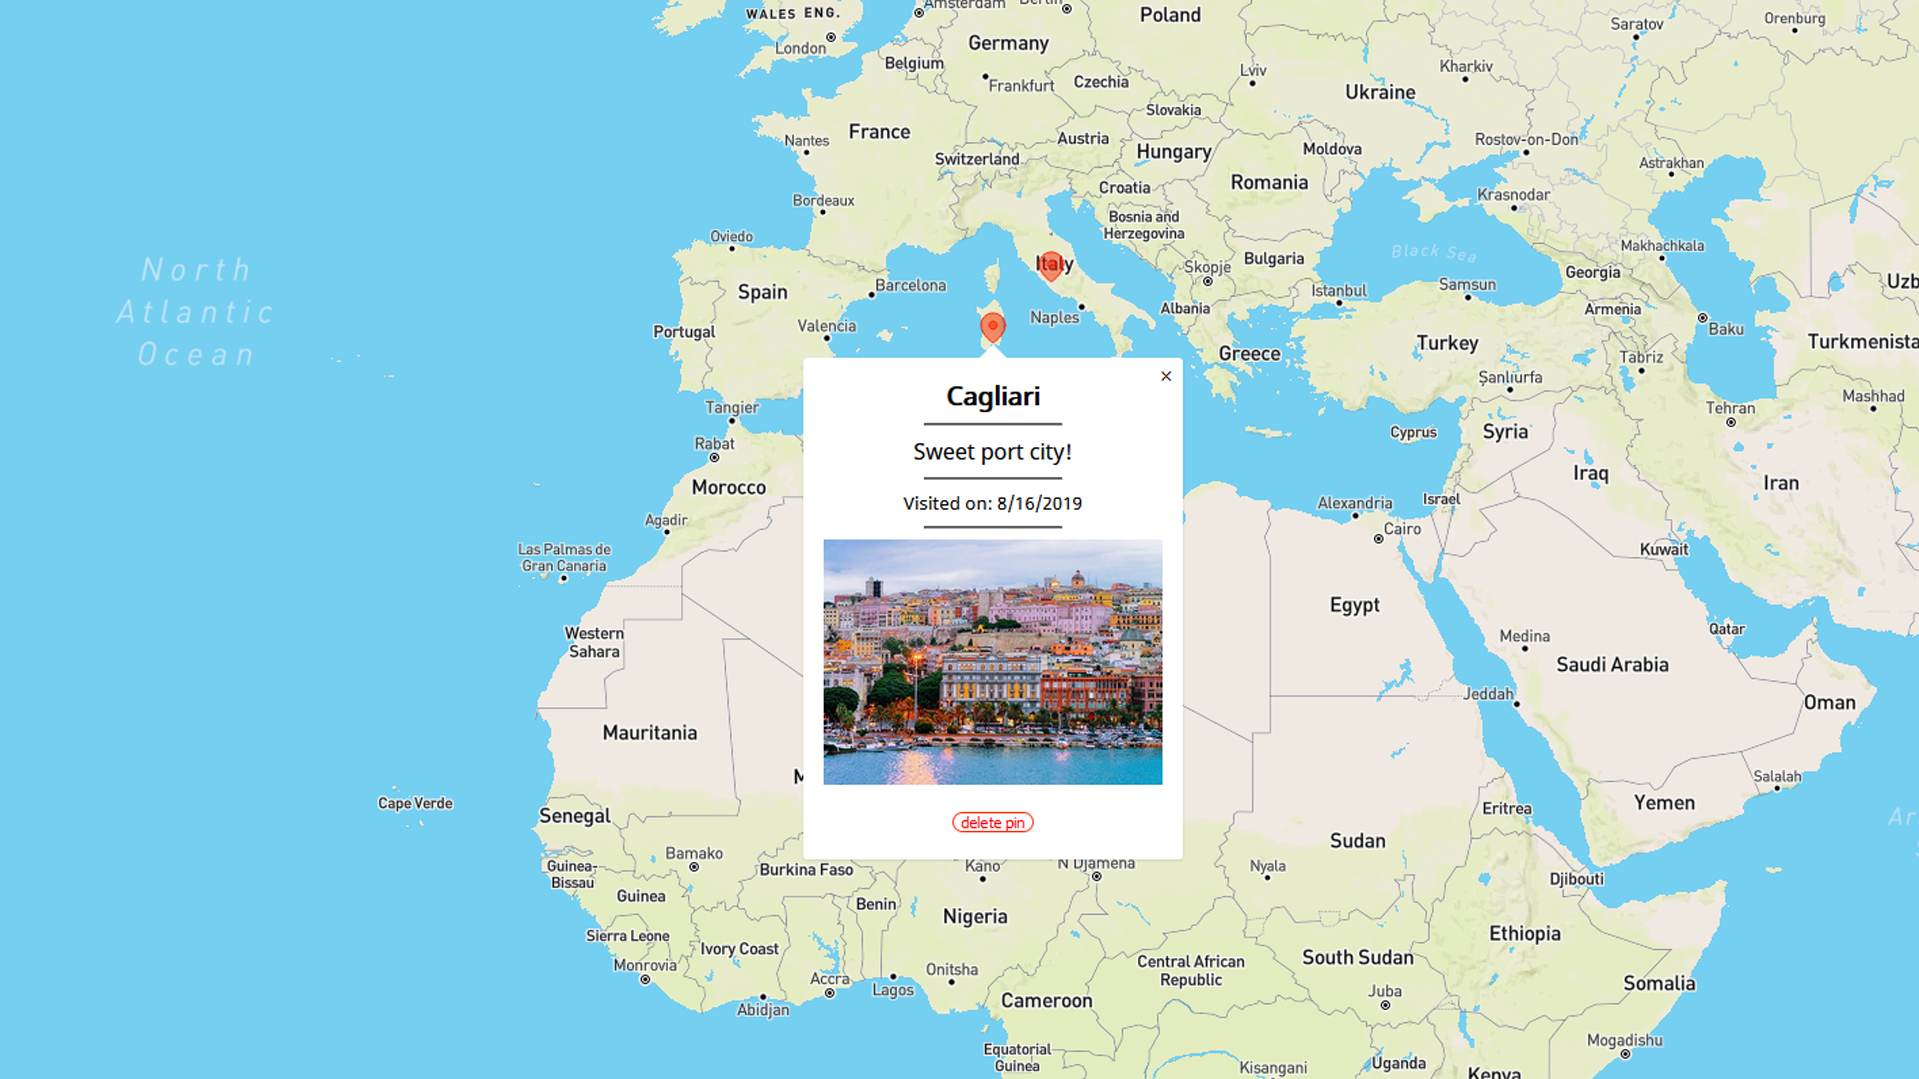 WALES ENG.
Amsterdam
Berlin
Poland
Saratov
Orenburg
London
Germany
Belgium
Frankfurt
Czechia
Lviv
Kharkiv
Ukraine
Slovakia
Nantes
France
Austria
Switzerland
Hungary
Moldova
Rostov-on-Don
Astrakhan
Croatia
Romania
Krasnodar
Bordeaux
Bosnia and
Herzegovina
Oviedo
Black Sea
Makhachkala
North
Atlantic
Ocean
Italy
Skopje
Bulgaria
Georgia
Uzb
Spain
Barcelona
Istanbul
Samsun
Portugal
Valencia
Naples
Albania
Armenia
Baku
Greece
Turkey
Turkmenista
Tabriz
Şanlıurfa
Mashhad
Tangier
Tehran
Rabat
Cyprus
Syria
Morocco
Iraq
Iran
Israel
Alexandria
Agadir
Cairo
Las Palmas de
Gran Canaria
Kuwait
Cagliari
Sweet port city!
Visited on: 8/16/2019
delete pin
×
Egypt
Western
Sahara
Medina
Qatar
Saudi Arabia
Jeddah
Oman
Mauritania
M
Salalah
Cape Verde
Senegal
Eritrea
Yemen
Ar
Sudan
Bamako
Guinea-
Bissau
Burkina Faso
Kano
N'Djamena
Nyala
Djibouti
Guinea
Benin
Nigeria
Sierra Leone
Ivory Coast
Ethiopia
Monrovia
Accra
Onitsha
Central African
Republic
South Sudan
Lagos
Abidjan
Cameroon
Juba
Somalia
Mogadishu
Equatorial
Guinea
Kisangani
Uganda
Kenya